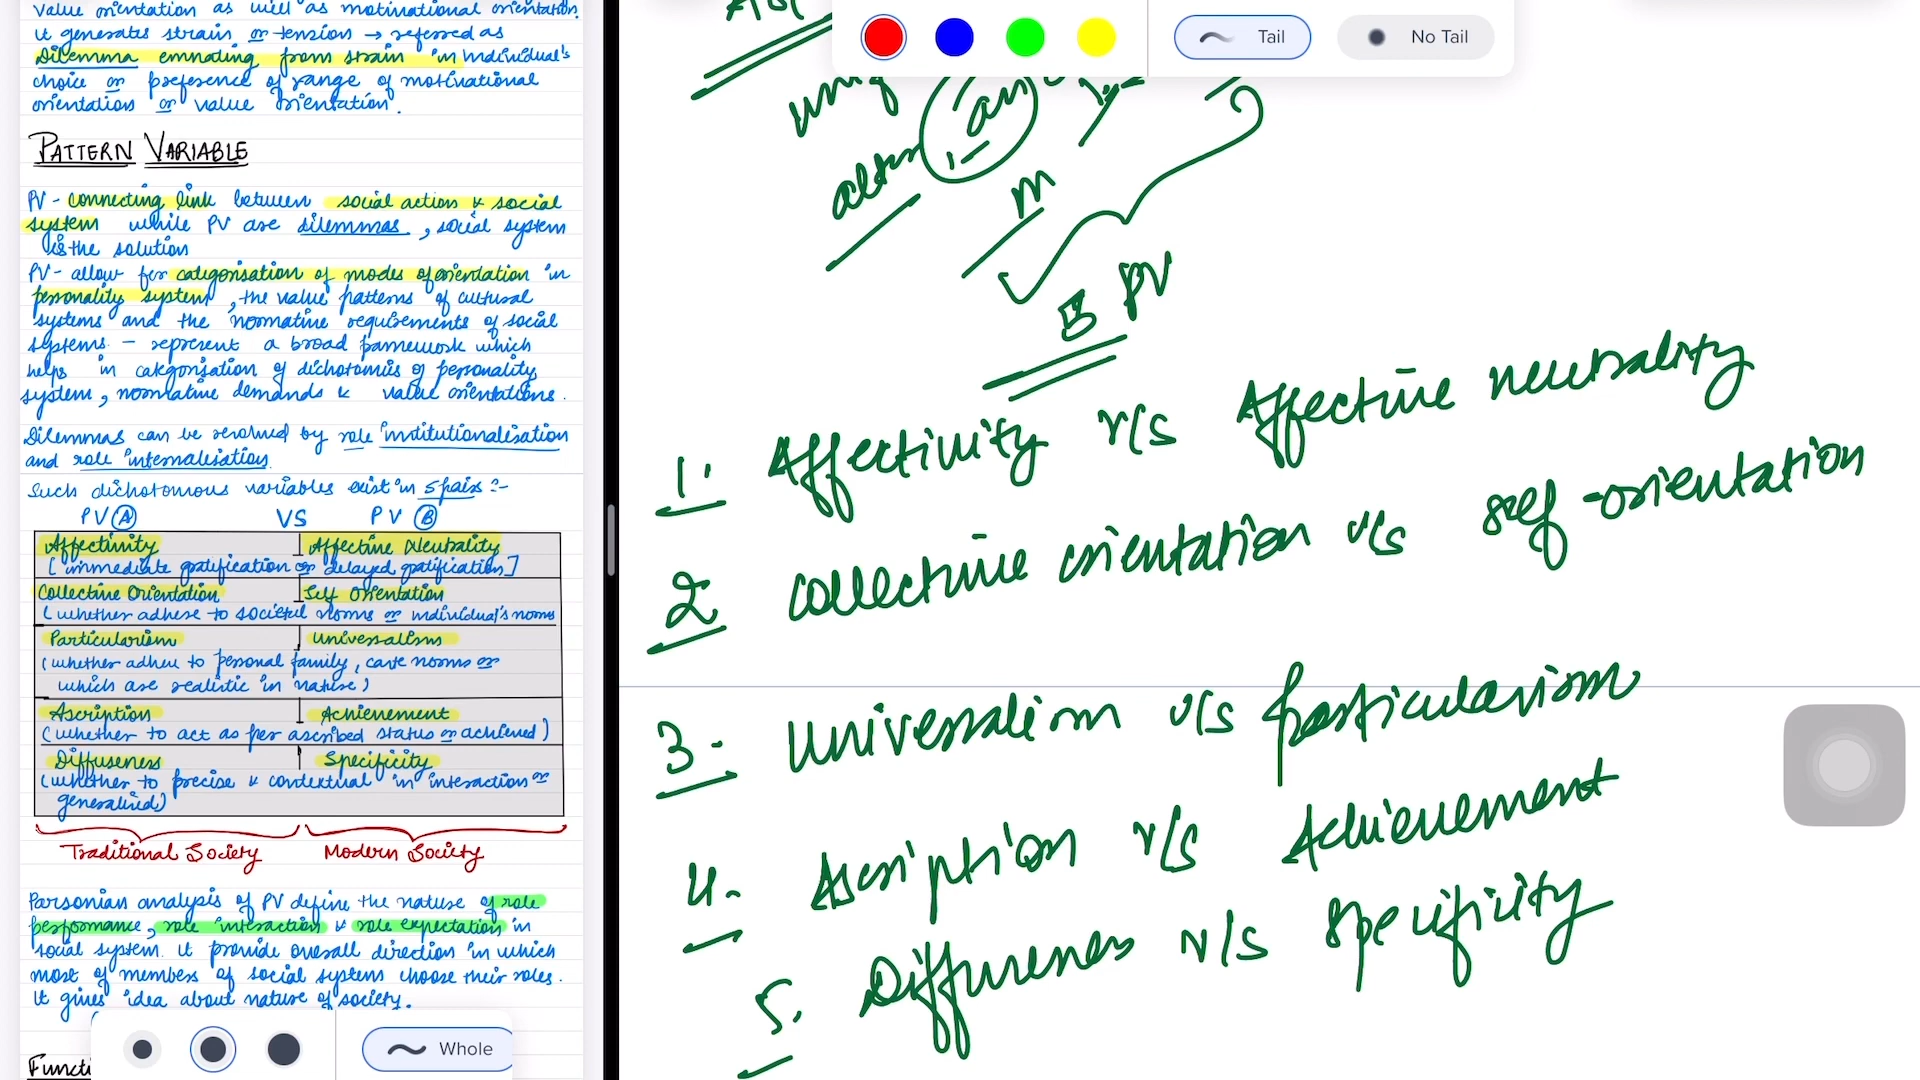 value orientation as well as motivational orientation
it generates strain or tension → referred as
Dilemma emnating from strain in individual's
choice or preference of range of motivational
orientation or value orientation.
PATTERN VARIABLE
PV - connecting link between social action & social
system while PV are dilemmas, social system
is the solution
PV - allow for categorisation of modes of orientation in
personality system, the value patterns of cultural
systems and the normative requirements of social
systems. - represent a broad framework which
helps in categorisation of dichotomies of personality
system, normative demands & value orientations.
Dilemmas can be resolved by role institutionalisation
and role internalisation.
Such dichotomous variables exist in 5 pairs :-
PV (A) VS PV (B)
Affectivity | Affective Neutrality
[immediate gratification or delayed gratification]
Collective Orientation | Self Orientation
(whether adhere to societal norms or individual's norms
Particularism | Universalism
(whether adhere to personal family, caste norms or
which are realistic in nature)
Ascription | Achievement
(whether to act as per ascribed status or achieved)
Diffuseness | Specificity
(whether to precise & contextual in interaction or
generalised)
Traditional Society Modern Society
Parsonian analysis of PV define the nature of role
performance, role interaction & role expectation in
social system. it provide overall direction in which
most of members of social system choose their roles.
it gives idea about nature of society.
Functi
Whole
Tail
No Tail
m
5 PV
1. Affectivity v/s Affective neutrality
2 Collective orientation v/s self-orientation
3. Universalism v/s particularism
4. Ascription v/s Achievement
5. Diffuseness v/s specificity